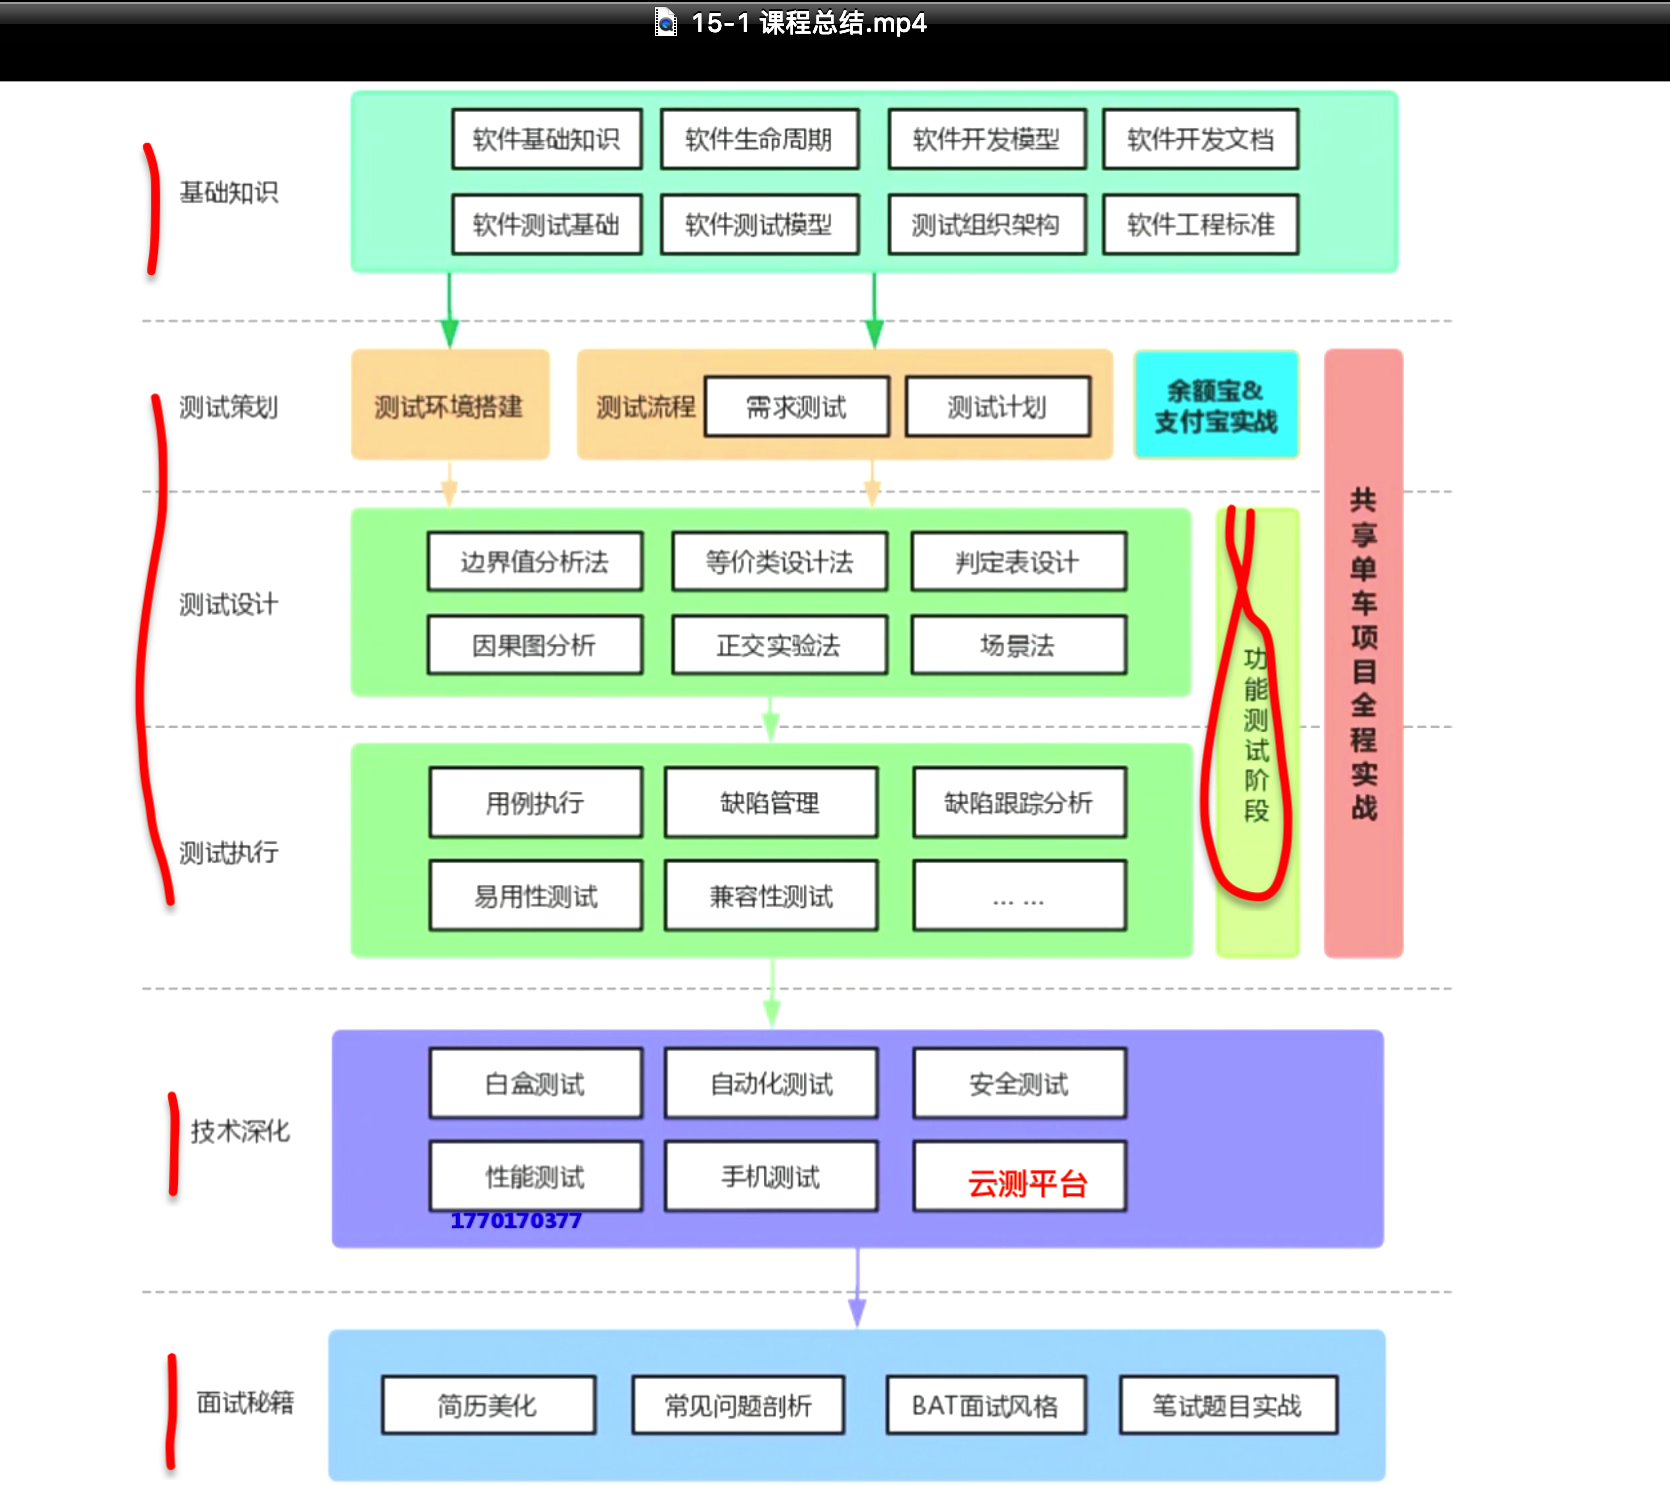 15-1 课程总结.mp4
基础知识
软件基础知识
软件生命周期
软件开发模型
软件开发文档
软件测试基础
软件测试模型
测试组织架构
软件工程标准
测试策划
测试环境搭建
测试流程
需求测试
测试计划
余额宝&
支付宝实战
共享单车项目全程实战
测试设计
边界值分析法
等价类设计法
判定表设计
因果图分析
正交实验法
场景法
功能测试阶段
测试执行
用例执行
缺陷管理
缺陷跟踪分析
易用性测试
兼容性测试
... ...
技术深化
白盒测试
自动化测试
安全测试
性能测试
手机测试
云测平台
1770170377
面试秘籍
简历美化
常见问题剖析
BAT面试风格
笔试题目实战